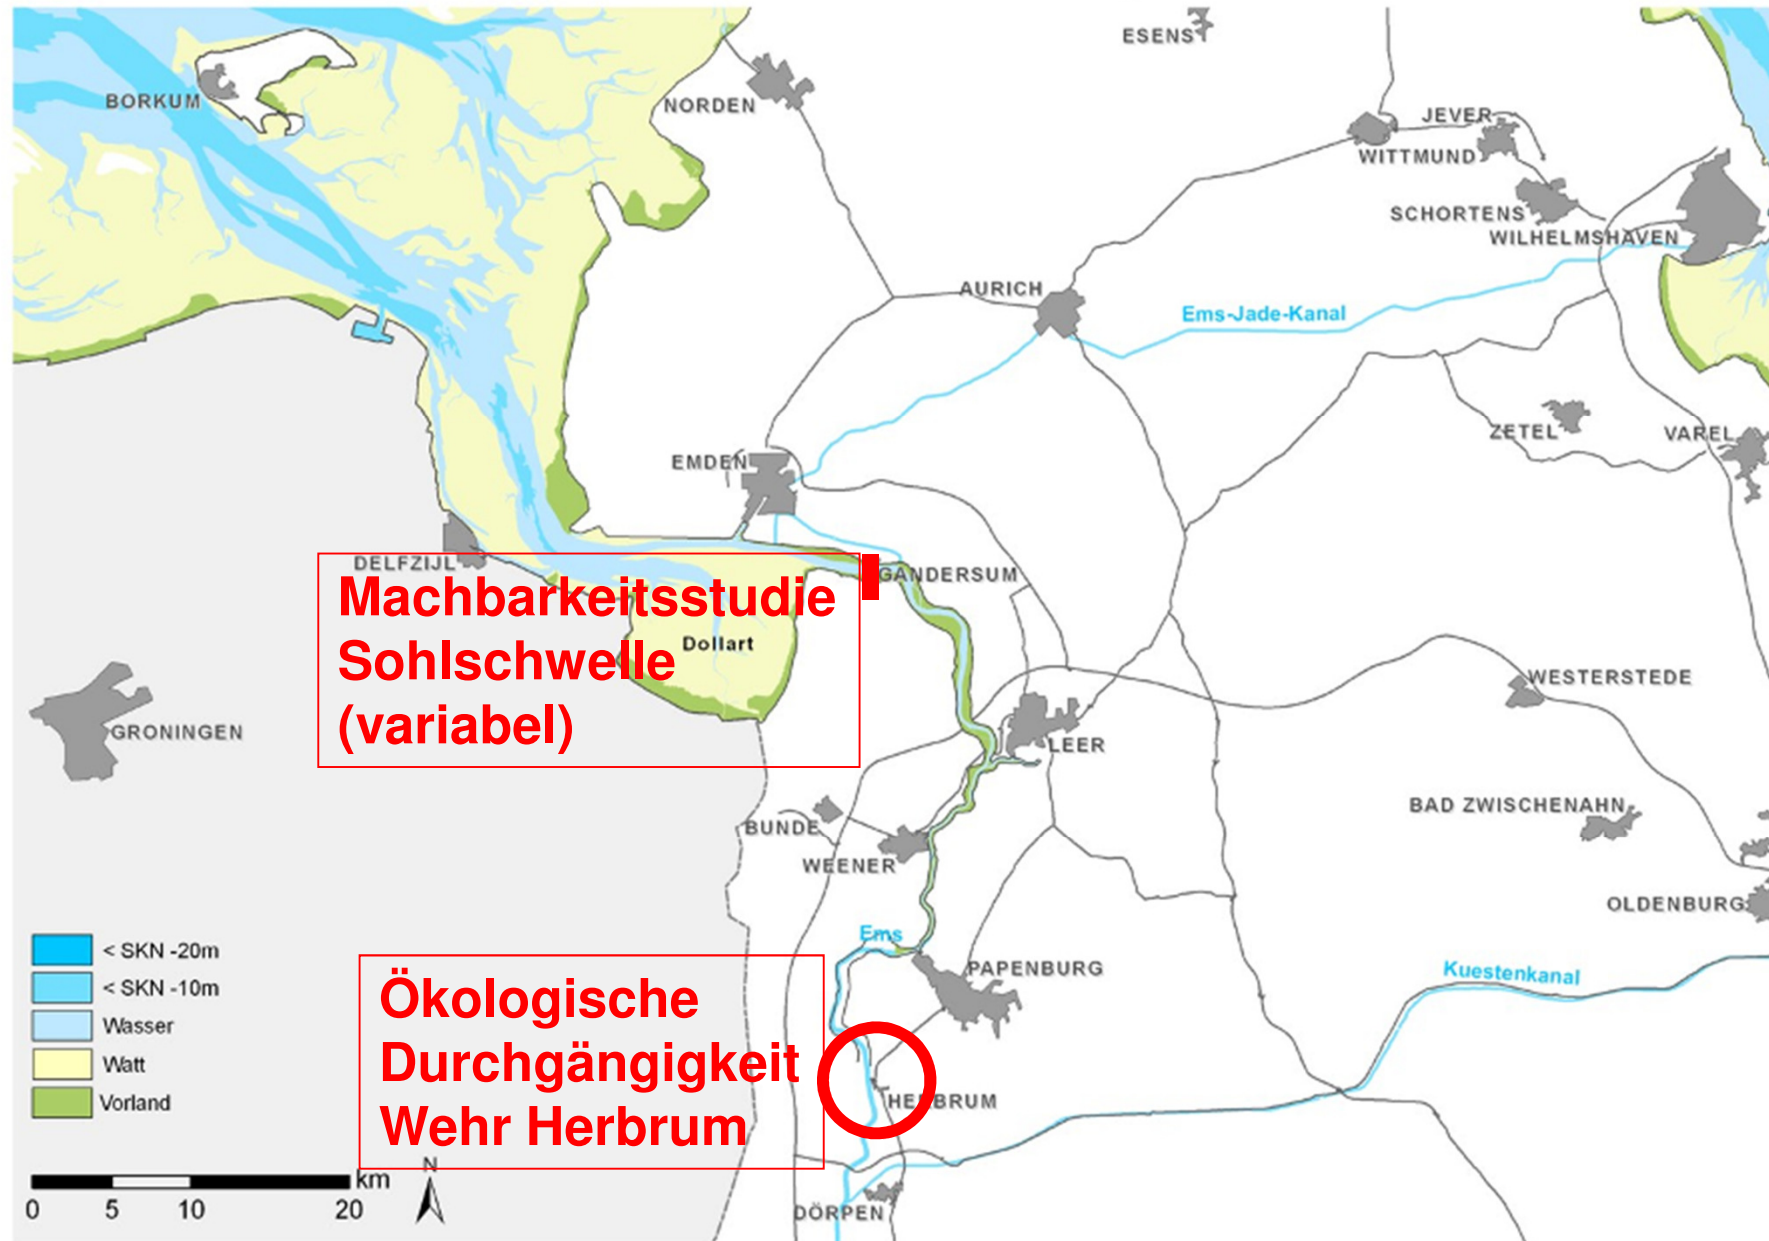 ESENS
BORKUM
NORDEN
JEVER
WITTMUND
SCHORTENS
WILHELMSHAVEN
AURICH
Ems-Jade-Kanal
ZETEL
VAREL
EMDEN
DELFZIJL
GANDERSUM
Machbarkeitsstudie
Sohlschwelle
(variabel)
Dollart
WESTERSTEDE
GRONINGEN
LEER
BAD ZWISCHENAHN
BUNDE
WEENER
OLDENBURG
Ems
PAPENBURG
Kuestenkanal
Ökologische
Durchgängigkeit
Wehr Herbrum
HERBRUM
DÖRPEN
< SKN -20m
< SKN -10m
Wasser
Watt
Vorland
km
0 5 10 20
N